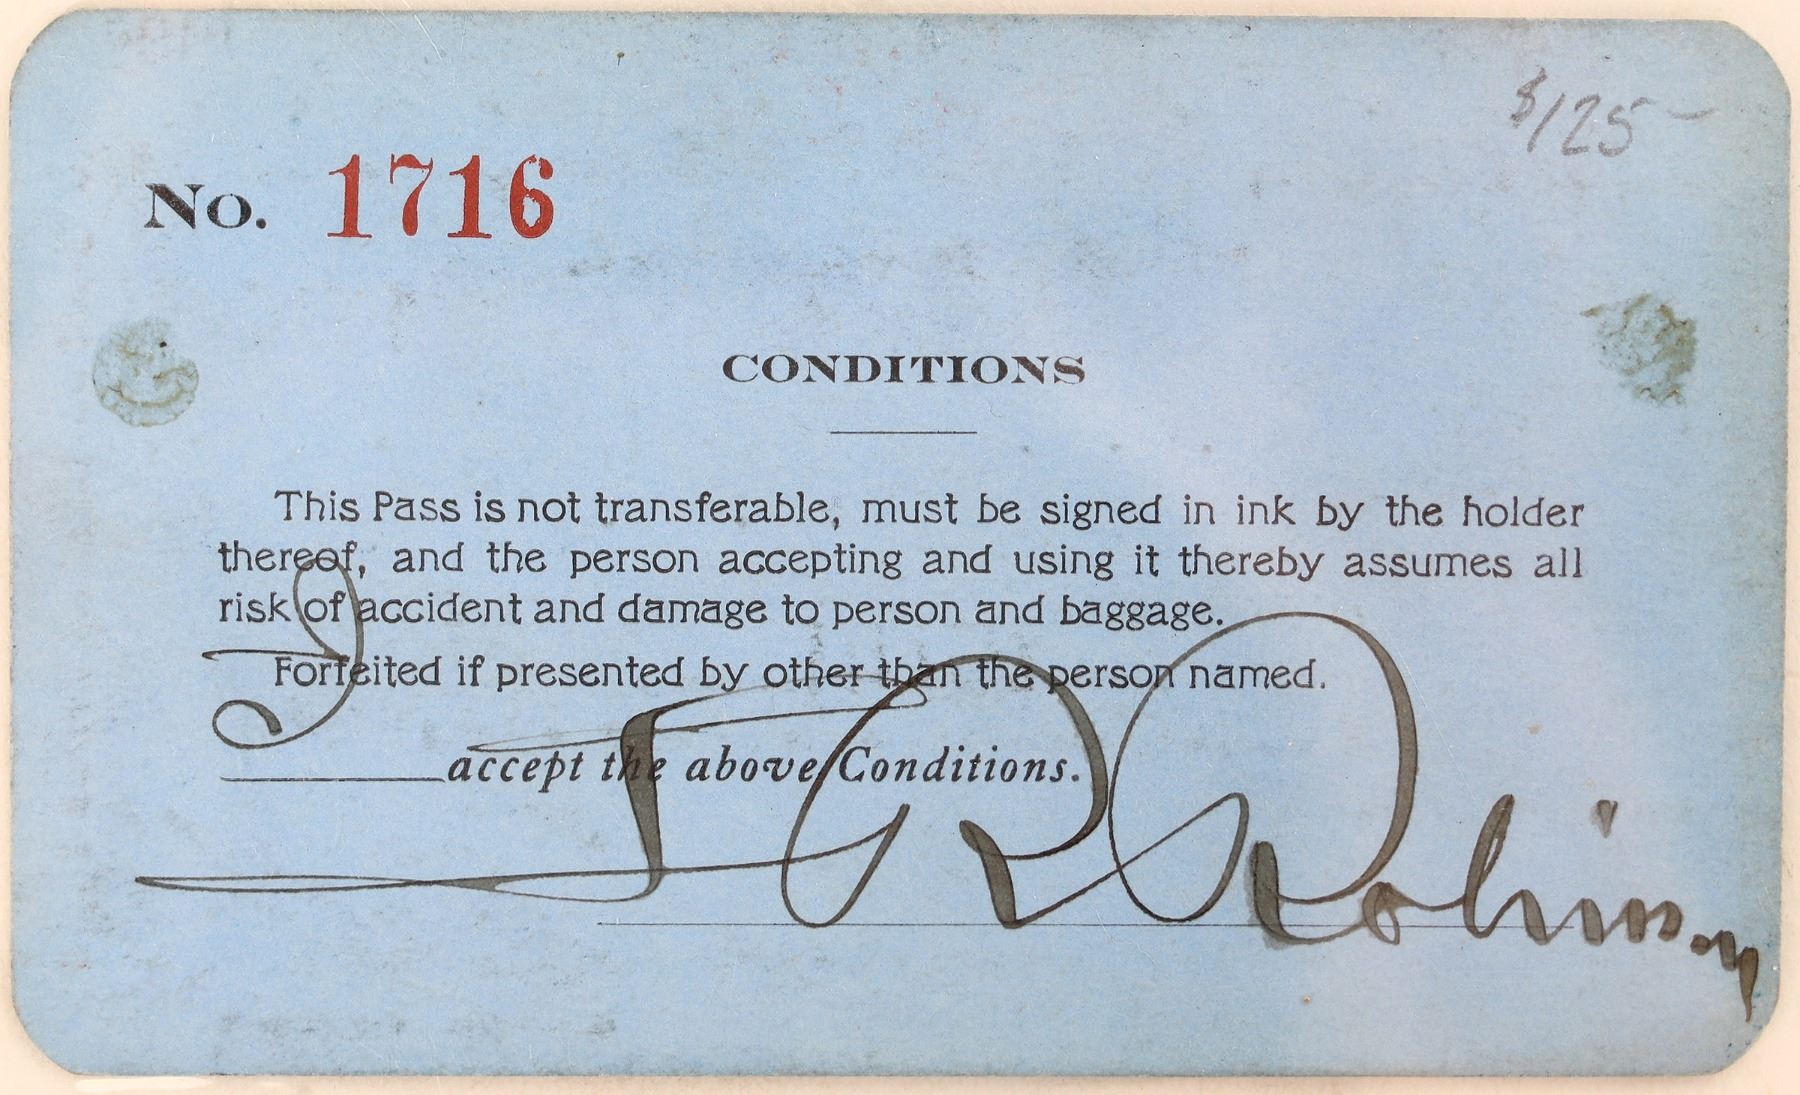 $125-
No. 1716
CONDITIONS
This Pass is not transferable, must be signed in ink by the holder
thereof, and the person accepting and using it thereby assumes all
risk of accident and damage to person and baggage.
Forfeited if presented by other than the person named.
I accept the above Conditions.
J R Robinson